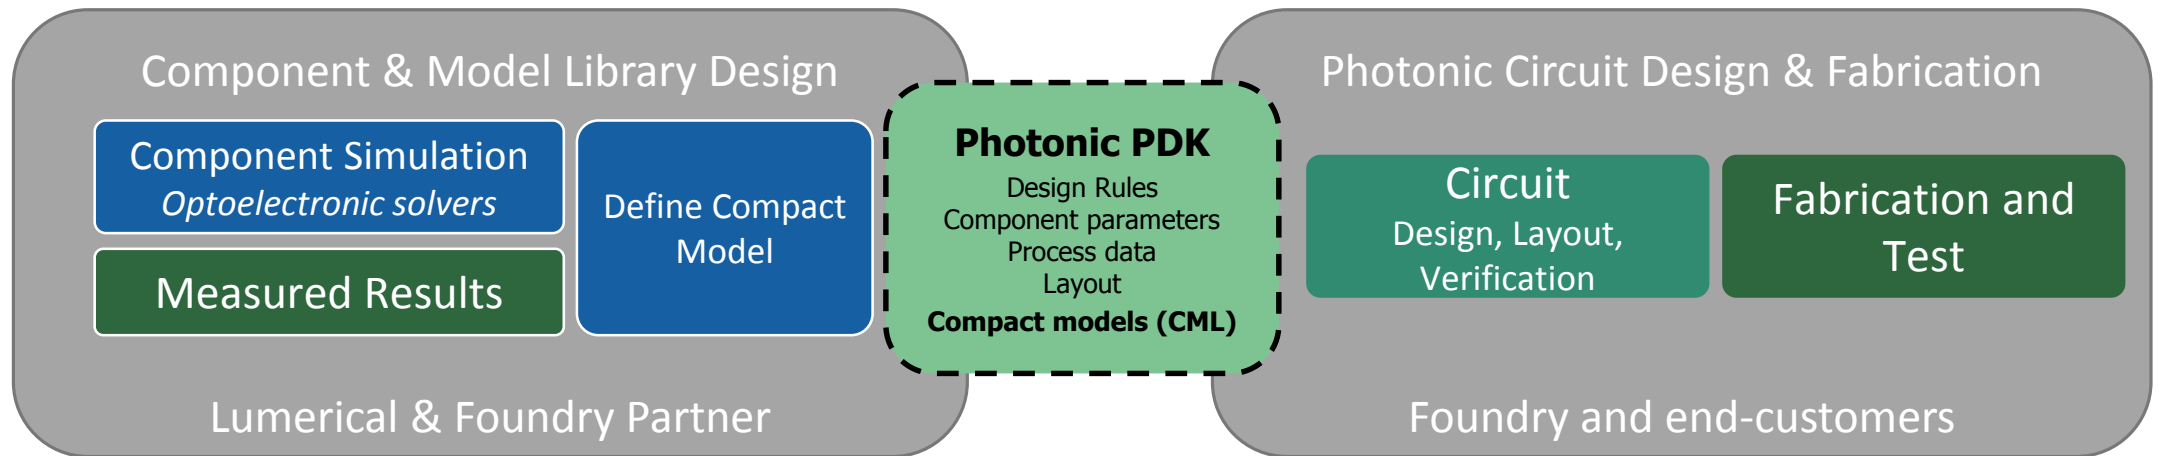 Component & Model Library Design
Component Simulation
Optoelectronic solvers
Measured Results
Define Compact
Model
Lumerical & Foundry Partner
Photonic PDK
Design Rules
Component parameters
Process data
Layout
Compact models (CML)
Photonic Circuit Design & Fabrication
Circuit
Design, Layout,
Verification
Fabrication and
Test
Foundry and end-customers